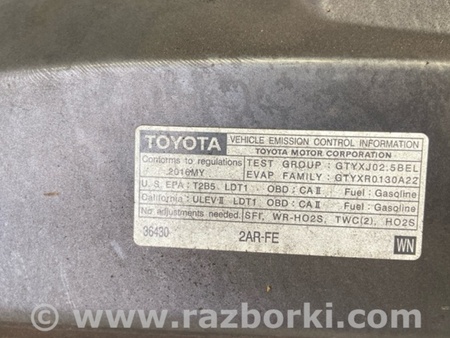 TOYOTA VEHICLE EMISSION CONTROL INFORMATION
TOYOTA MOTOR CORPORATION
Conforms to regulations TEST GROUP : GTYXJ02.5BEL
2016MY EVAP FAMILY : GTYXR0130A22
U.S. EPA : T2B5 LDT1 OBD : CA II Fuel : Gasoline
California : ULEV II LDT1 OBD : CA II Fuel : Gasoline
No adjustments needed. SFI, WR-HO2S, TWC(2), HO2S
36430 2AR-FE WN
www.razborki.com